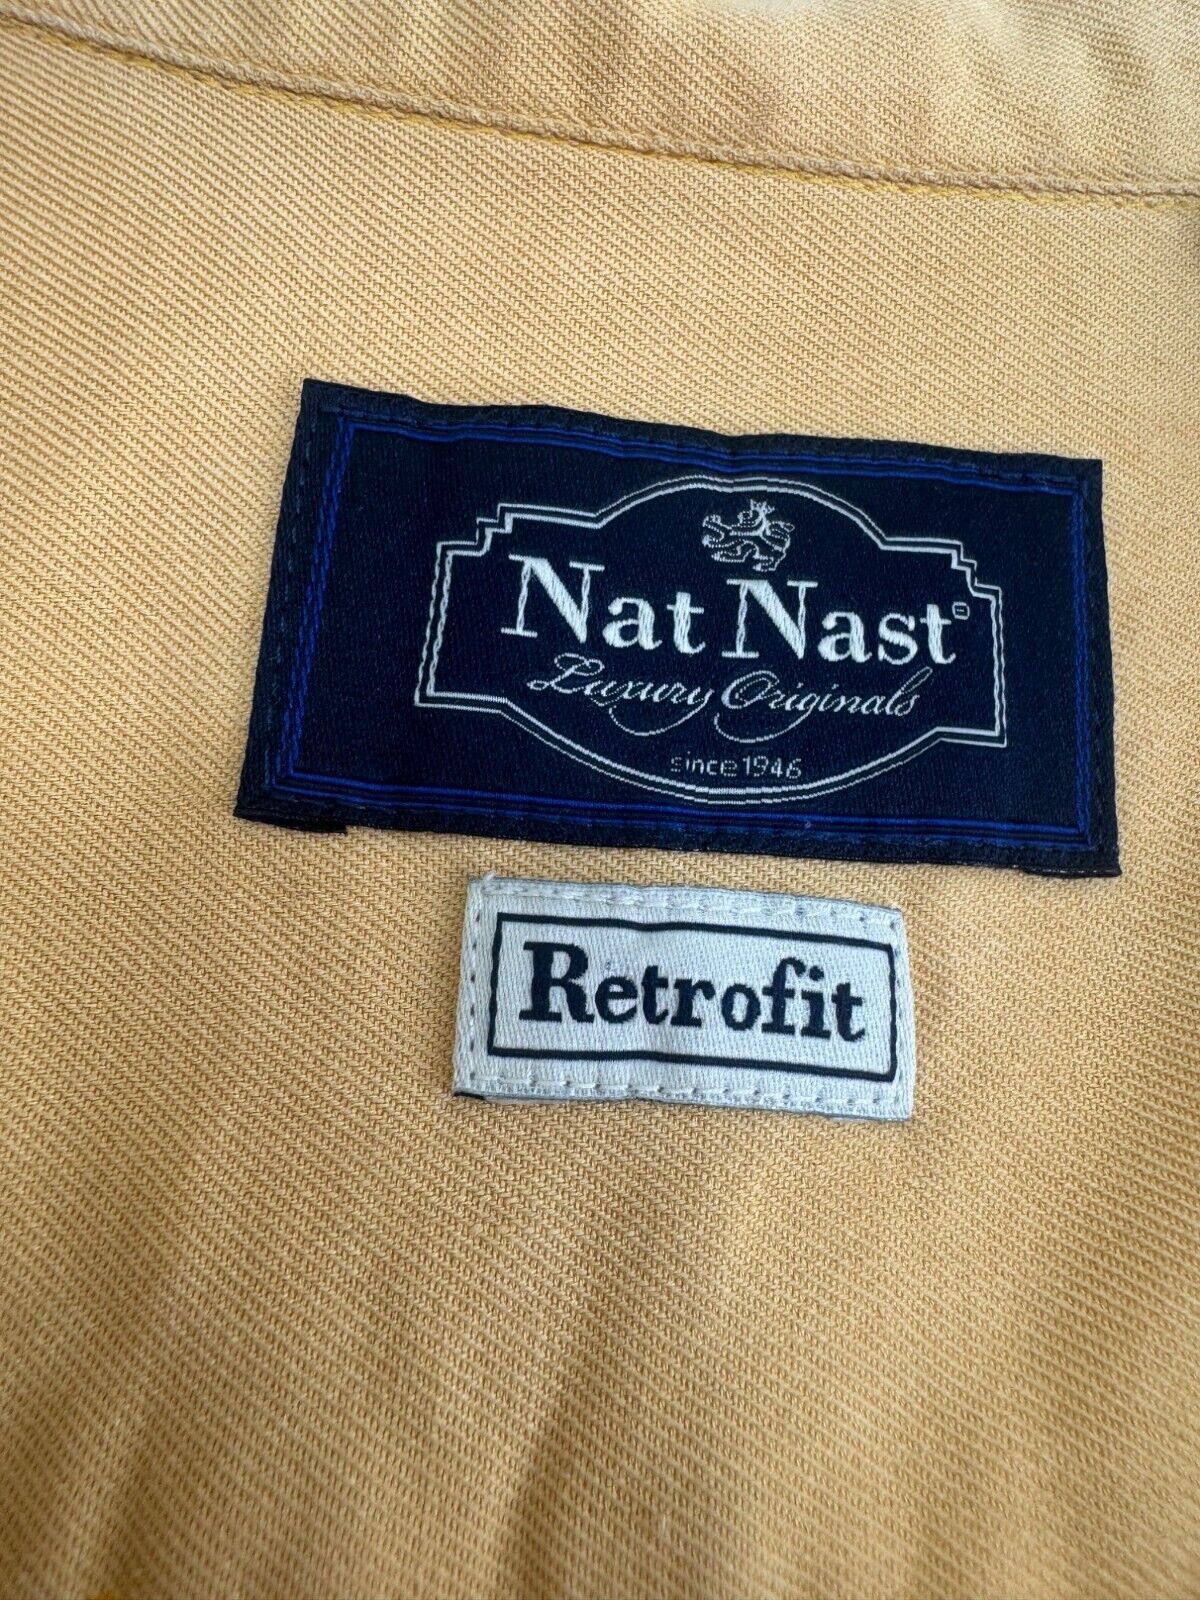 Nat Nast®
Luxury Originals
since 1946
Retrofit